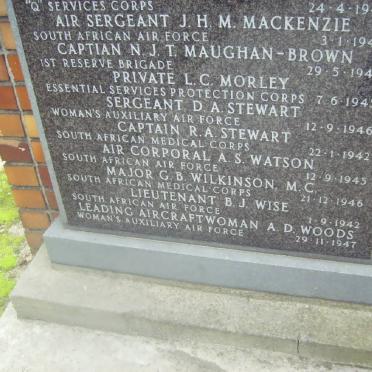 "Q" SERVICES CORPS 24-4-19
AIR SERGEANT J.H.M. MACKENZIE
SOUTH AFRICAN AIR FORCE 3-1-194
CAPTIAN N.J.T. MAUGHAN-BROWN
1ST RESERVE BRIGADE 29-5-194
PRIVATE L.C. MORLEY
ESSENTIAL SERVICES PROTECTION CORPS 7-6-1945
SERGEANT D.A. STEWART
WOMAN'S AUXILIARY AIR FORCE
CAPTAIN R.A. STEWART 12-9-1946
SOUTH AFRICAN MEDICAL CORPS
AIR CORPORAL A.S. WATSON 22-1-1942
SOUTH AFRICAN AIR FORCE
MAJOR G.B. WILKINSON, M.C. 12-9-1945
SOUTH AFRICAN MEDICAL CORPS 21-12-1946
LIEUTENANT B.J. WISE
SOUTH AFRICAN AIR FORCE 1-9-1942
LEADING AIRCRAFTWOMAN A.D. WOODS
WOMAN'S AUXILIARY AIR FORCE 29-11-1947